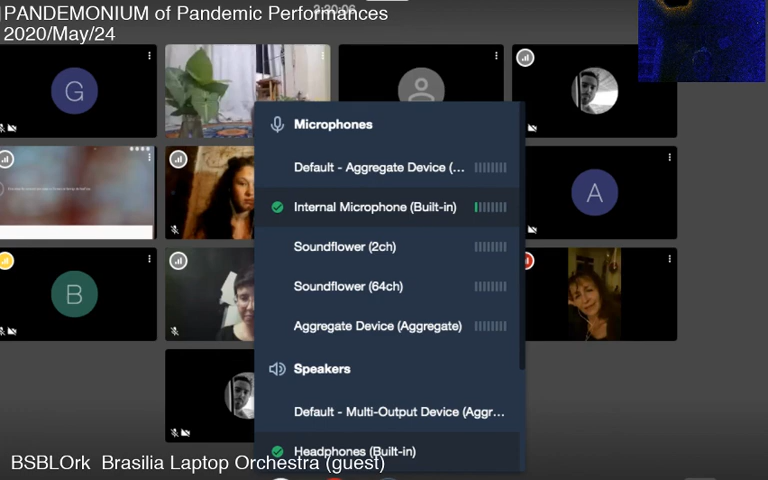 PANDEMONIUM of Pandemic Performances
2020/May/24
G
Microphones
Default - Aggregate Device (...
Internal Microphone (Built-in)
A
Soundflower (2ch)
Soundflower (64ch)
B
Aggregate Device (Aggregate)
Speakers
Default - Multi-Output Device (Aggr...
Headphones (Built-in)
BSBLOrk Brasilia Laptop Orchestra (guest)